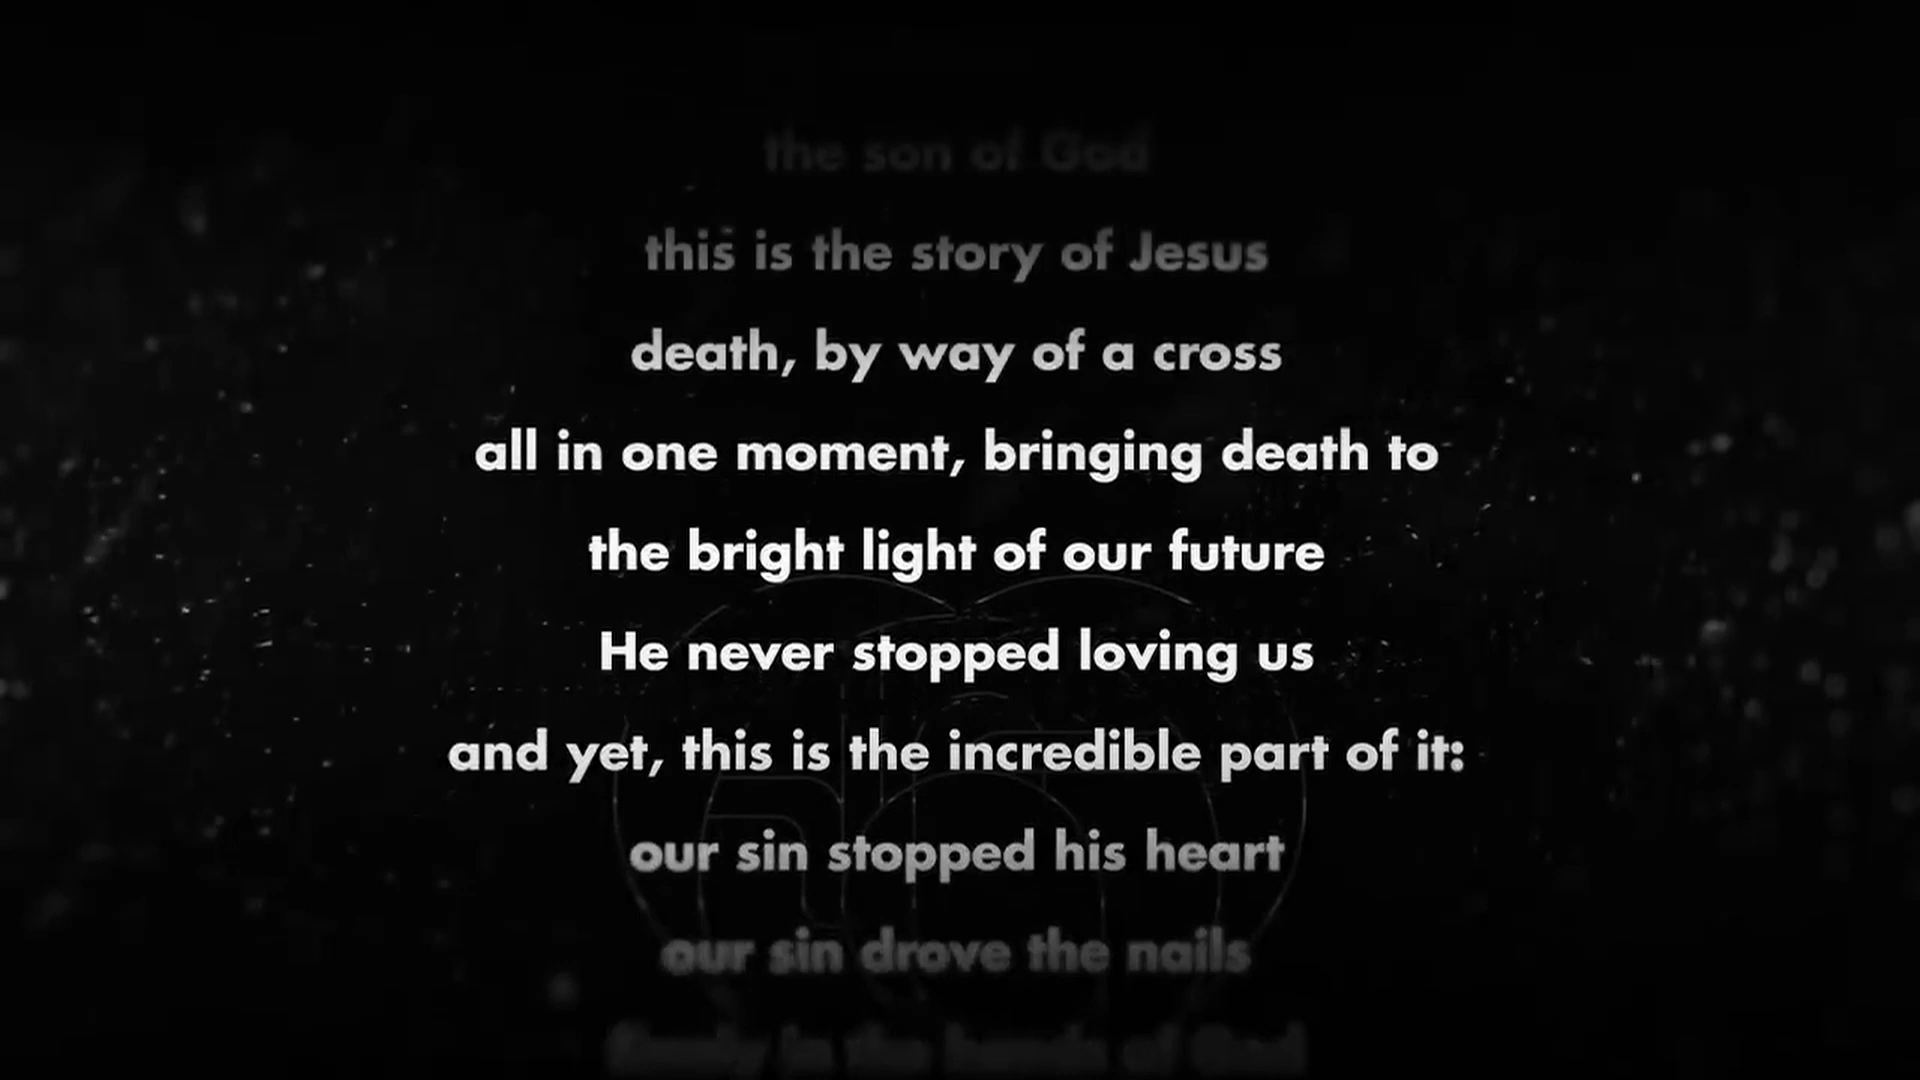 the son of God
this is the story of Jesus
death, by way of a cross
all in one moment, bringing death to
the bright light of our future
He never stopped loving us
and yet, this is the incredible part of it:
our sin stopped his heart
our sin drove the nails